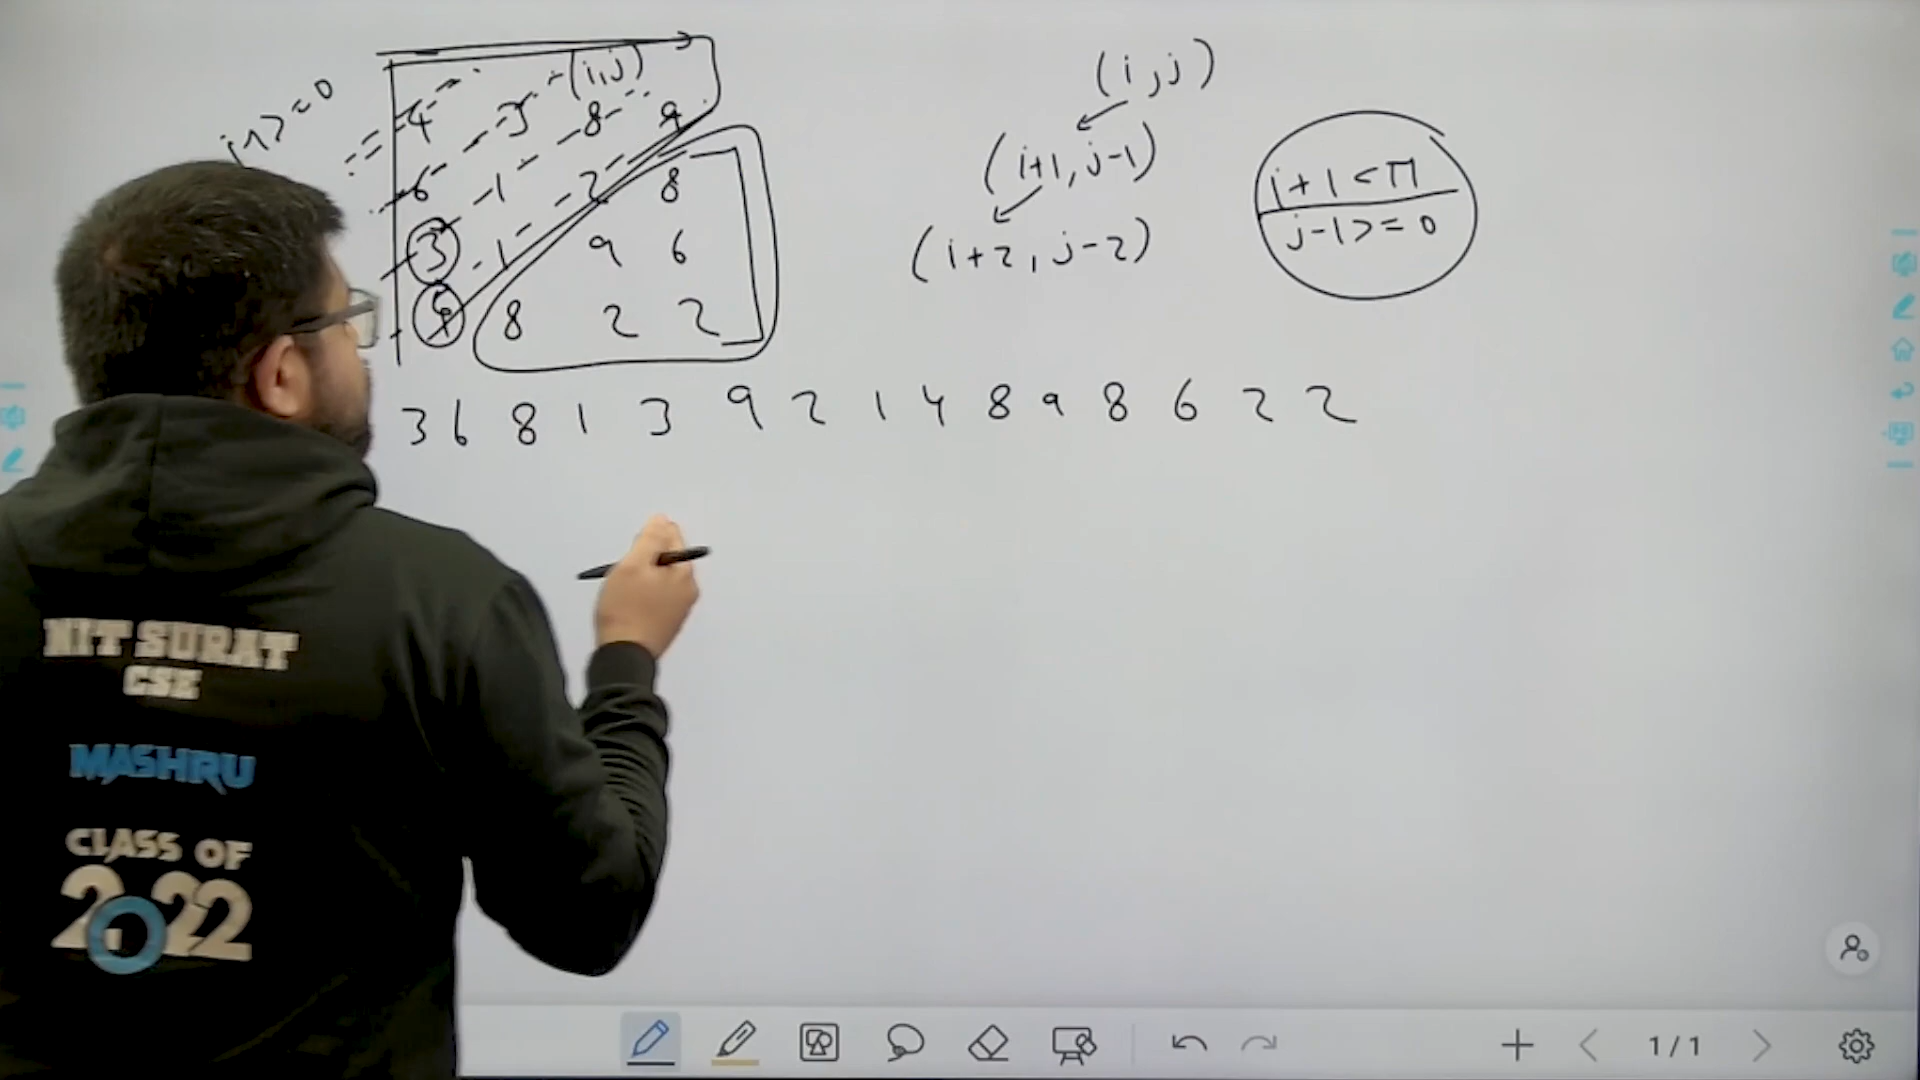 (i,j)
4 3 8 9
6 1 2 8
3 1 9 6
8 2 2
(i,j)
(i+1, j-1)
(i+2, j-2)
i+1<n
j-1>=0
3 6 8 1 3 9 2 1 4 8 9 8 6 2 2
NIT SURAT
CSE
MASHRU
CLASS OF
2022
1/1